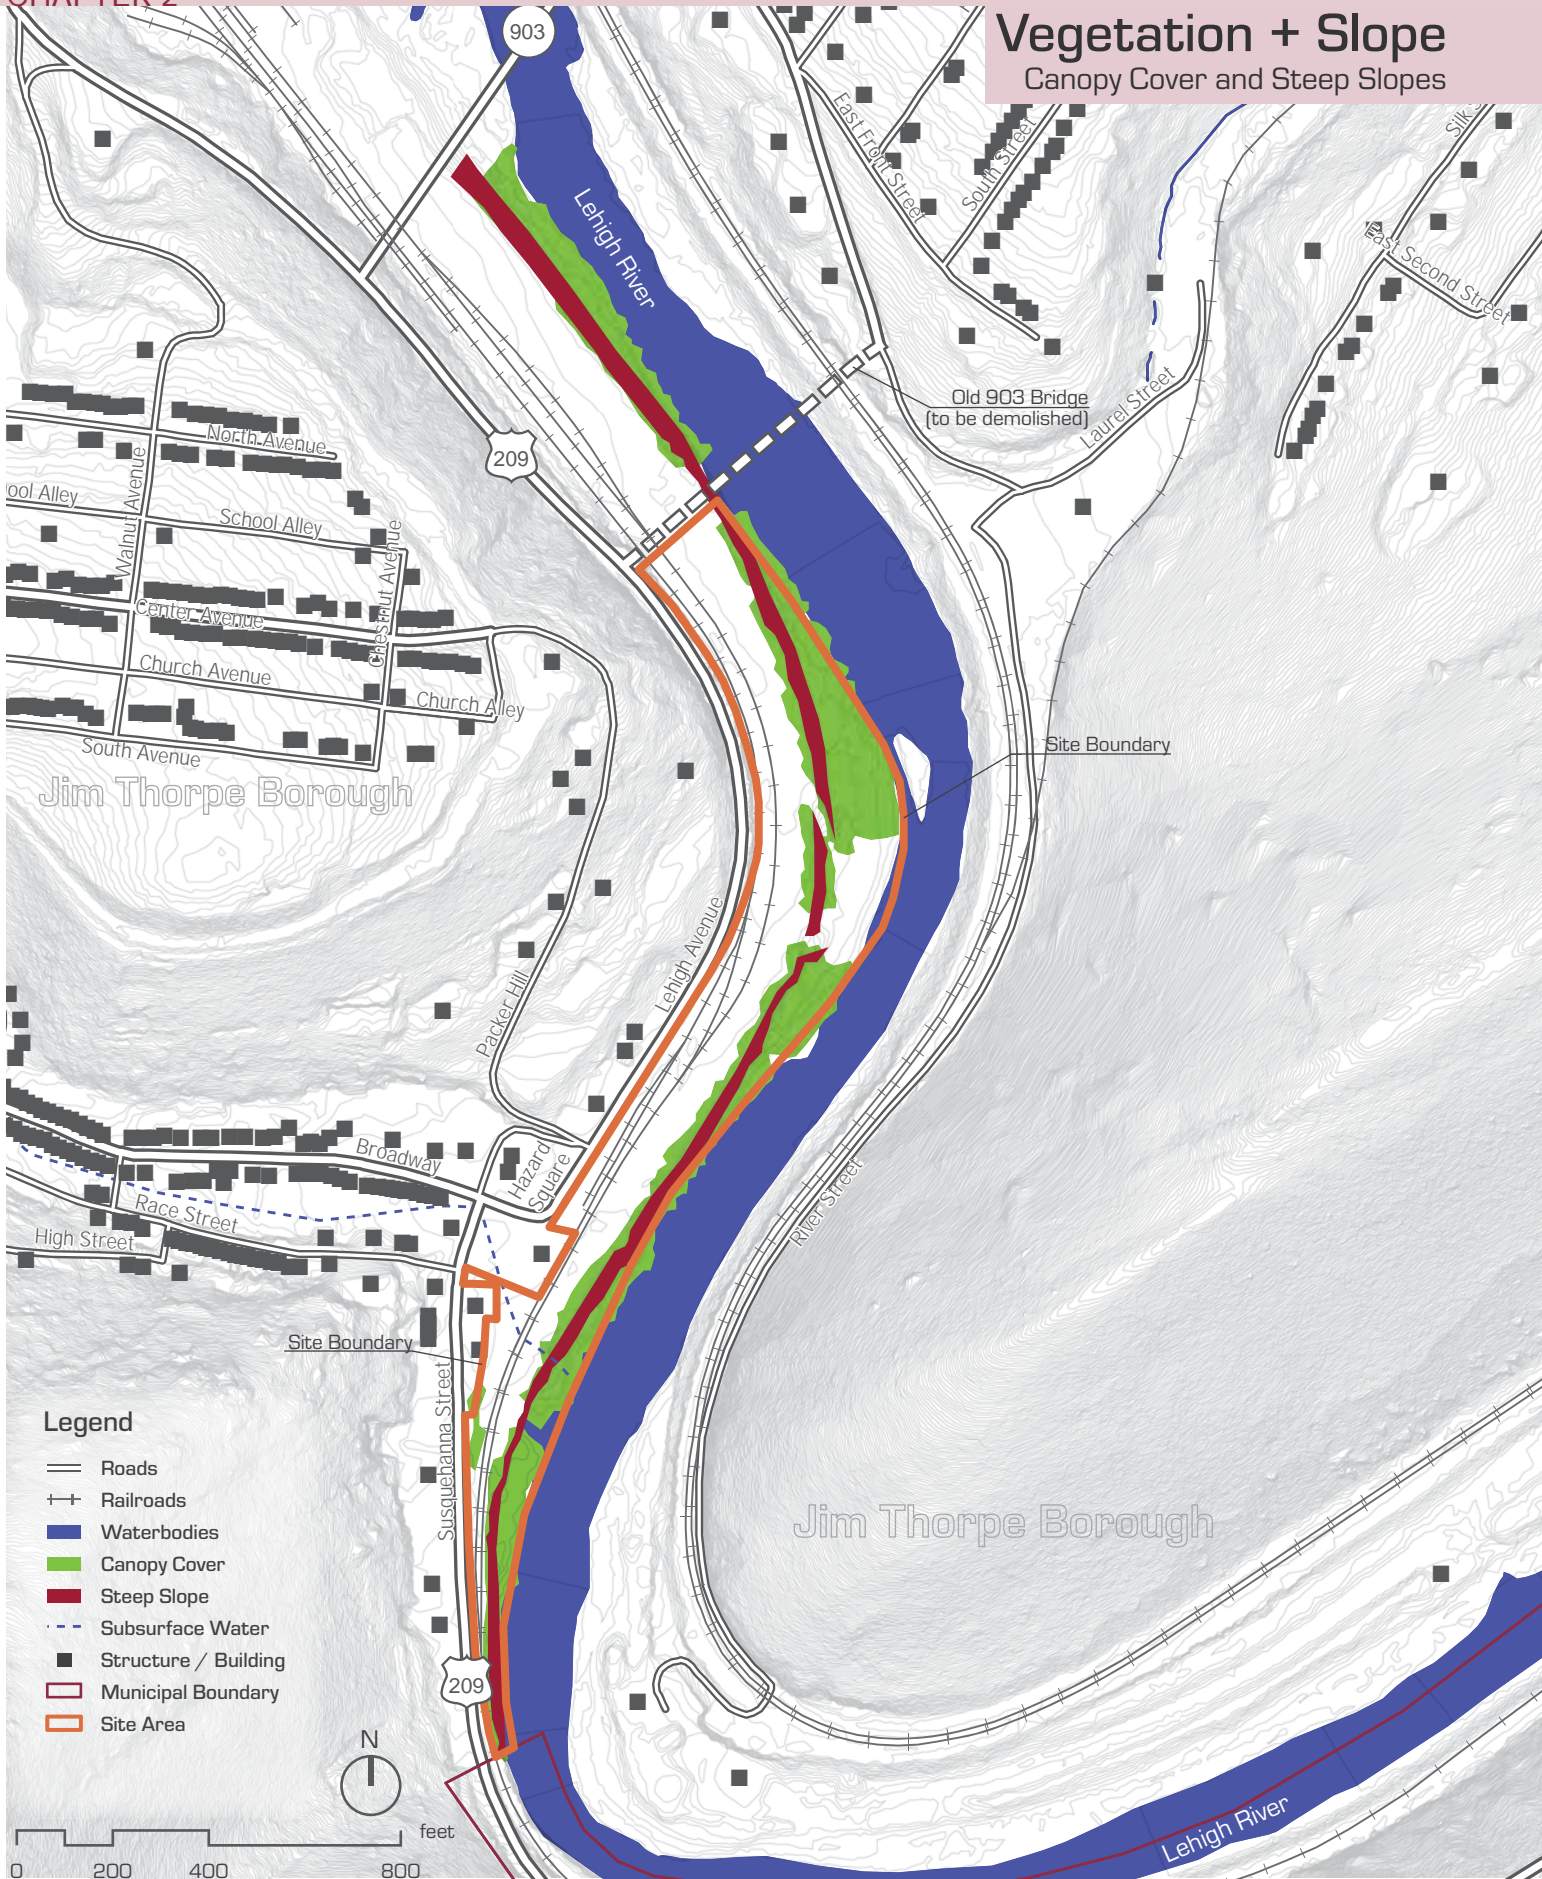 CHAPTER 2
Vegetation + Slope
Canopy Cover and Steep Slopes
903
Lehigh River
East Front Street
South Street
East Second Street
Old 903 Bridge
(to be demolished)
Laurel Street
209
North Avenue
Walnut Avenue
School Alley
Chestnut Avenue
Center Avenue
Church Avenue
Church Alley
South Avenue
Jim Thorpe Borough
Site Boundary
Lehigh Avenue
Packer Hill
Broadway
Hazard
Square
Race Street
High Street
River Street
Site Boundary
Susquehanna Street
Jim Thorpe Borough
Legend
Roads
Railroads
Waterbodies
Canopy Cover
Steep Slope
Subsurface Water
Structure / Building
Municipal Boundary
Site Area
209
N
feet
0 200 400 800
Lehigh River